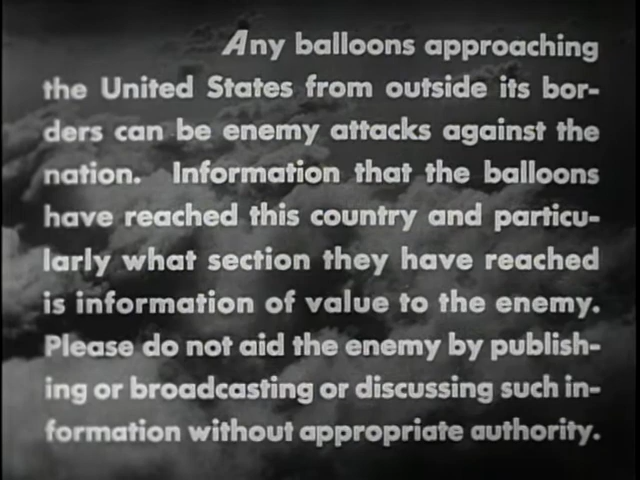 Any balloons approaching
the United States from outside its bor-
ders can be enemy attacks against the
nation. Information that the balloons
have reached this country and particu-
larly what section they have reached
is information of value to the enemy.
Please do not aid the enemy by publish-
ing or broadcasting or discussing such in-
formation without appropriate authority.